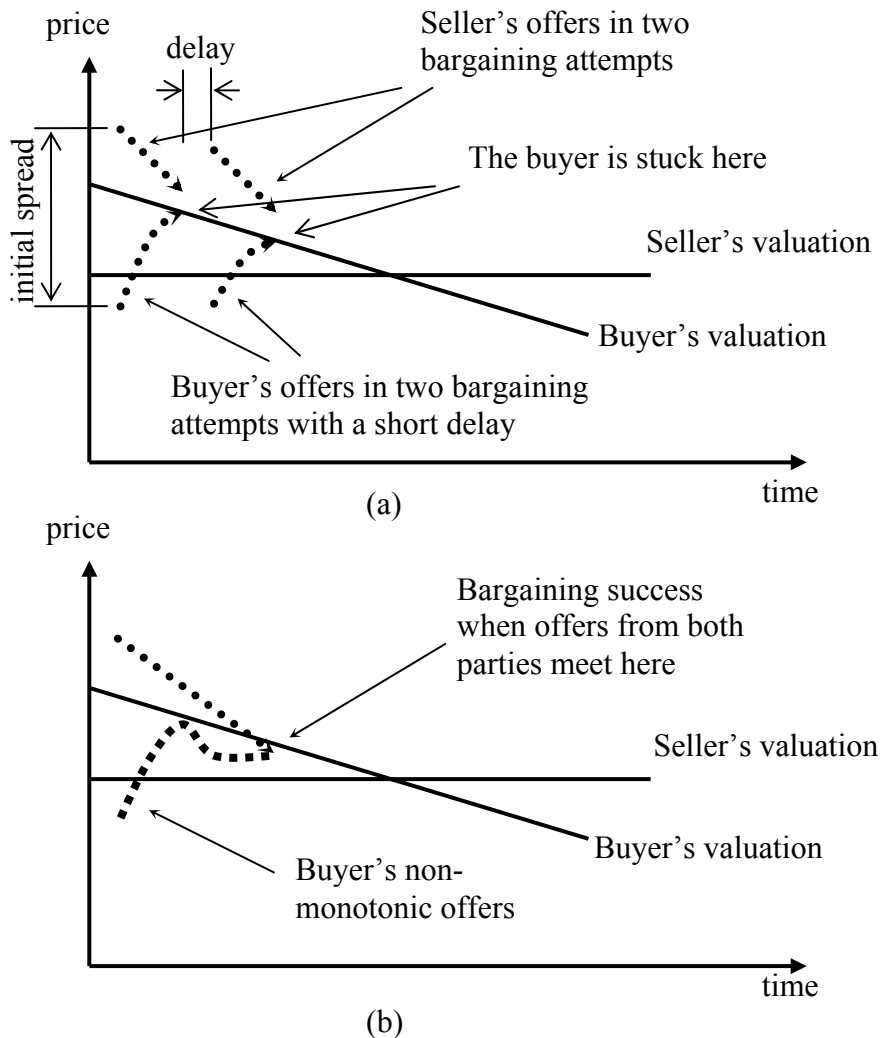 price
delay
Seller’s offers in two
bargaining attempts
The buyer is stuck here
initial spread
Seller’s valuation
Buyer’s valuation
Buyer’s offers in two bargaining
attempts with a short delay
time
(a)
price
Bargaining success
when offers from both
parties meet here
Seller’s valuation
Buyer’s valuation
Buyer’s non-
monotonic offers
time
(b)